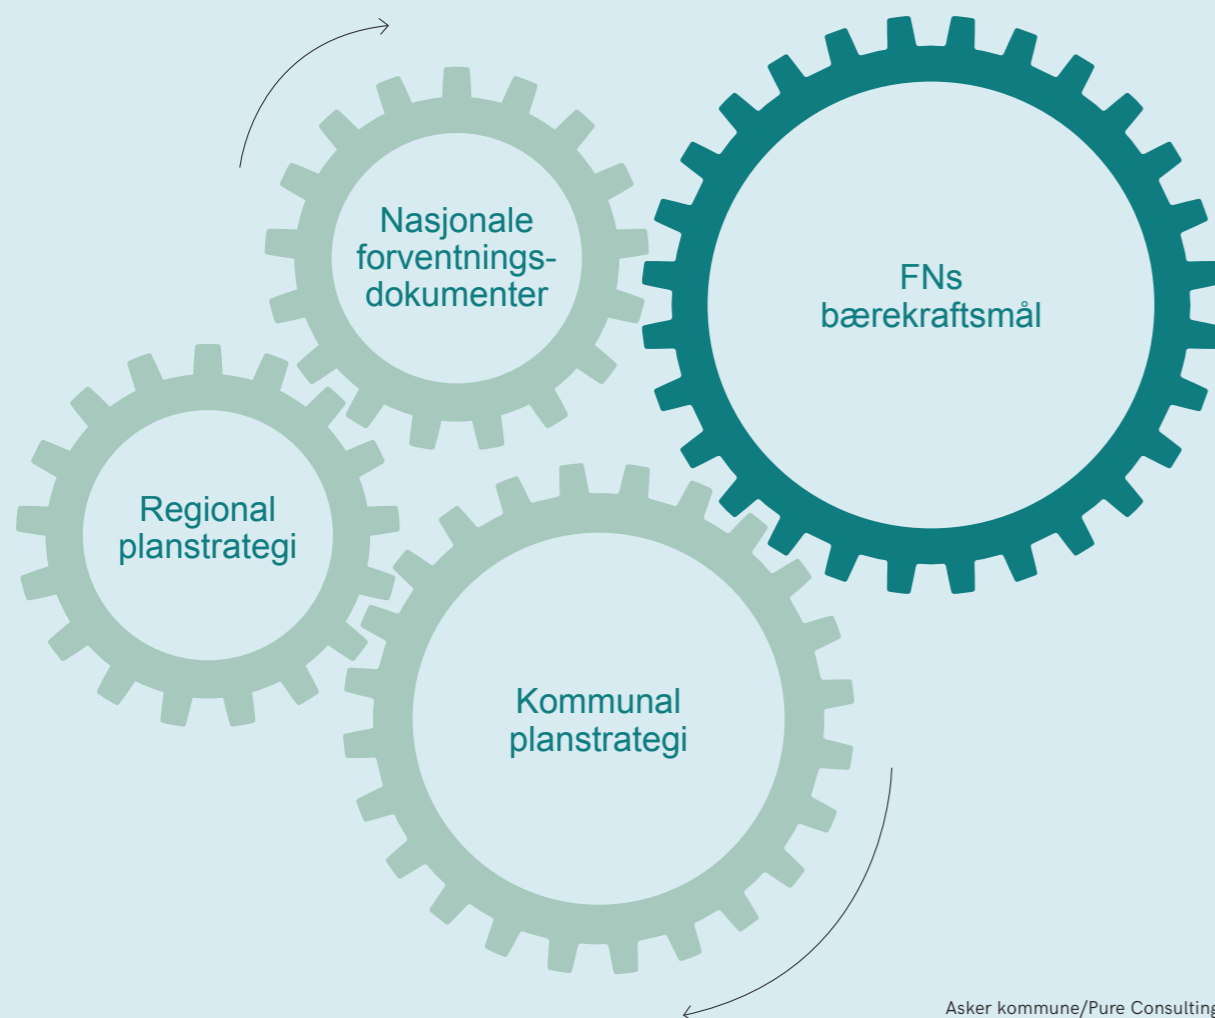 Nasjonale
forventnings-
dokumenter
FNs
bærekraftsmål
Regional
planstrategi
Kommunal
planstrategi
Asker kommune/Pure Consulting